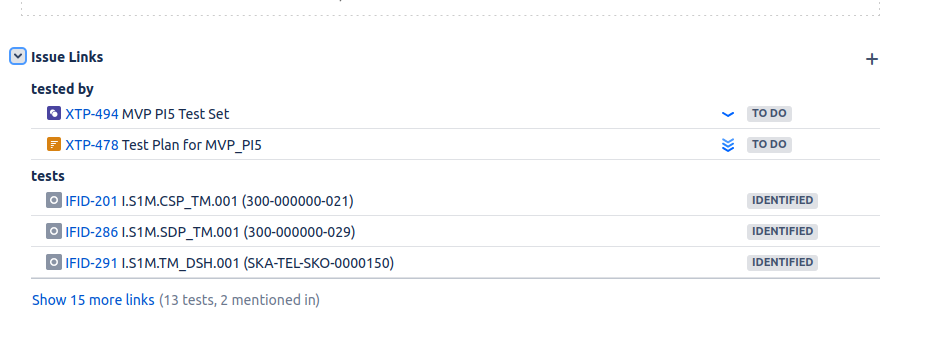 Issue Links
tested by
XTP-494 MVP PI5 Test Set TO DO
XTP-478 Test Plan for MVP_PI5 TO DO
tests
IFID-201 I.S1M.CSP_TM.001 (300-000000-021) IDENTIFIED
IFID-286 I.S1M.SDP_TM.001 (300-000000-029) IDENTIFIED
IFID-291 I.S1M.TM_DSH.001 (SKA-TEL-SKO-0000150) IDENTIFIED
Show 15 more links (13 tests, 2 mentioned in)